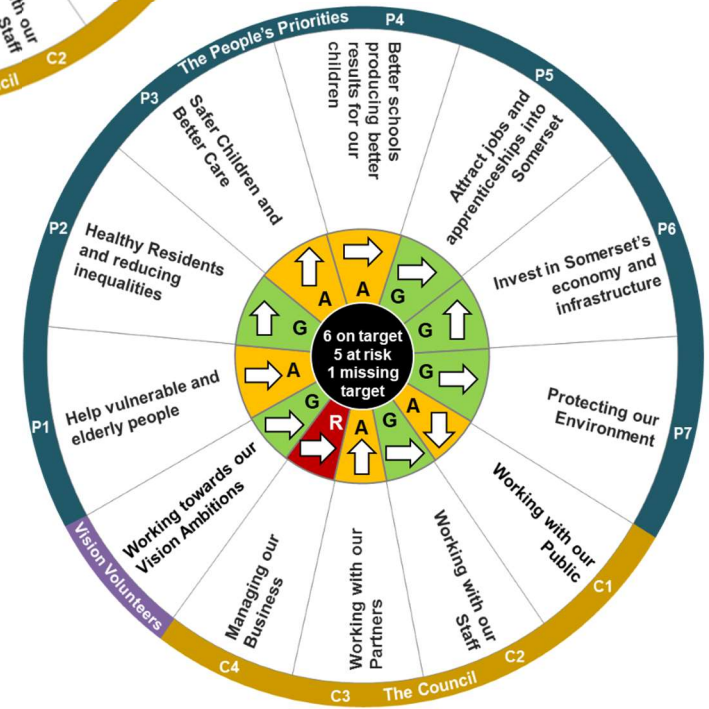 th our
Staff
C2
cil
The People's Priorities
P4
P3
P5
P2
P6
P1
P7
Better schools
producing better
results for our
children
Safer Children and
Better Care
Attract jobs and
apprenticeships into
Somerset
Healthy Residents
and reducing
inequalities
Invest in Somerset's
economy and
infrastructure
Help vulnerable and
elderly people
Protecting our
Environment
Working towards our
Vision Ambitions
Working with our
Public
Managing our
Business
Working with our
Partners
Working with our
Staff
A
A
G
G
G
A
G
G
A
R
A
G
6 on target
5 at risk
1 missing
target
Vision Volunteers
C4
C3
The Council
C2
C1